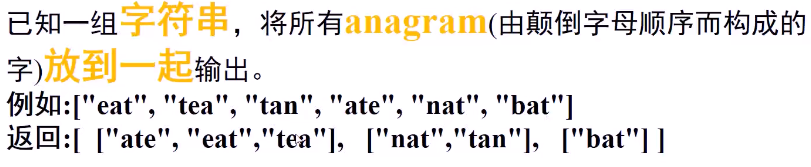 已知一组字符串，将所有anagram(由颠倒字母顺序而构成的
字)放到一起输出。
例如:["eat", "tea", "tan", "ate", "nat", "bat"]
返回:[ ["ate", "eat","tea"], ["nat","tan"], ["bat"] ]